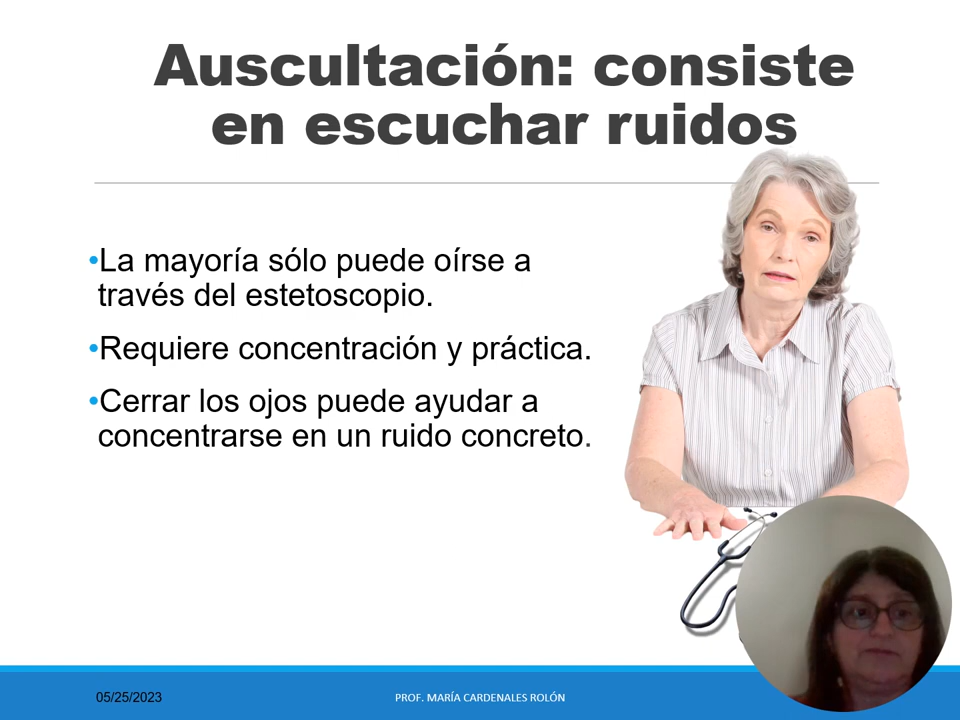 Auscultación: consiste
en escuchar ruidos
•La mayoría sólo puede oírse a
través del estetoscopio.
•Requiere concentración y práctica.
•Cerrar los ojos puede ayudar a
concentrarse en un ruido concreto.
05/25/2023
PROF. MARÍA CARDENALES ROLÓN